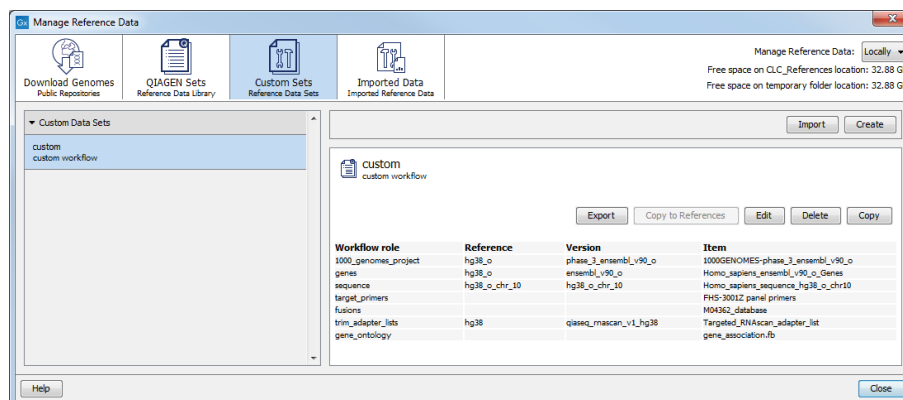 Gx Manage Reference Data
Download Genomes
Public Repositories
QIAGEN Sets
Reference Data Library
Custom Sets
Reference Data Sets
Imported Data
Imported Reference Data
Manage Reference Data: Locally
Free space on CLC_References location: 32.88 G
Free space on temporary folder location: 32.88 G
Custom Data Sets
custom
custom workflow
Import Create
custom
custom workflow
Export Copy to References Edit Delete Copy
Workflow role Reference Version Item
1000_genomes_project hg38_o phase_3_ensembl_v90_o 1000GENOMES-phase_3_ensembl_v90_o
genes hg38_o ensembl_v90_o Homo_sapiens_ensembl_v90_o_Genes
sequence hg38_o_chr_10 hg38_o_chr_10 Homo_sapiens_sequence_hg38_o_chr10
target_primers FHS-3001Z panel primers
fusions M04362_database
trim_adapter_lists hg38 qiaseq_rnascan_v1_hg38 Targeted_RNAscan_adapter_list
gene_ontology gene_association.fb
Help Close